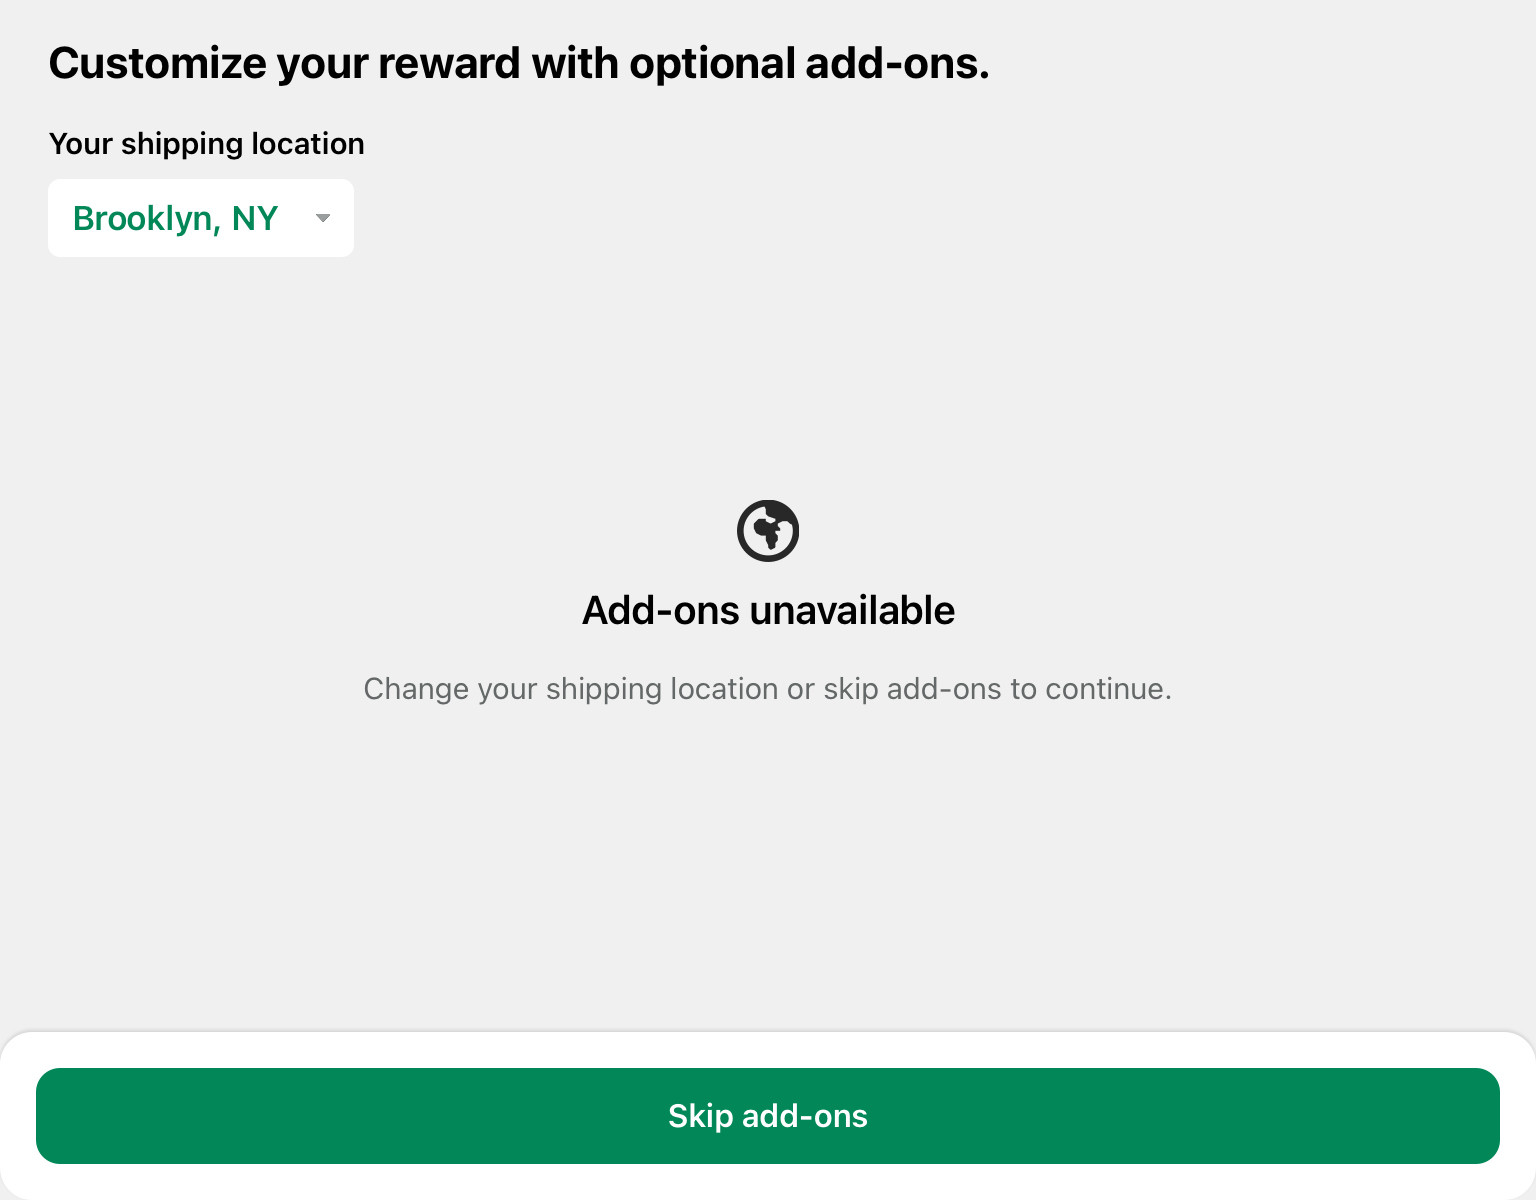 Customize your reward with optional add-ons.
Your shipping location
Brooklyn, NY
Add-ons unavailable
Change your shipping location or skip add-ons to continue.
Skip add-ons